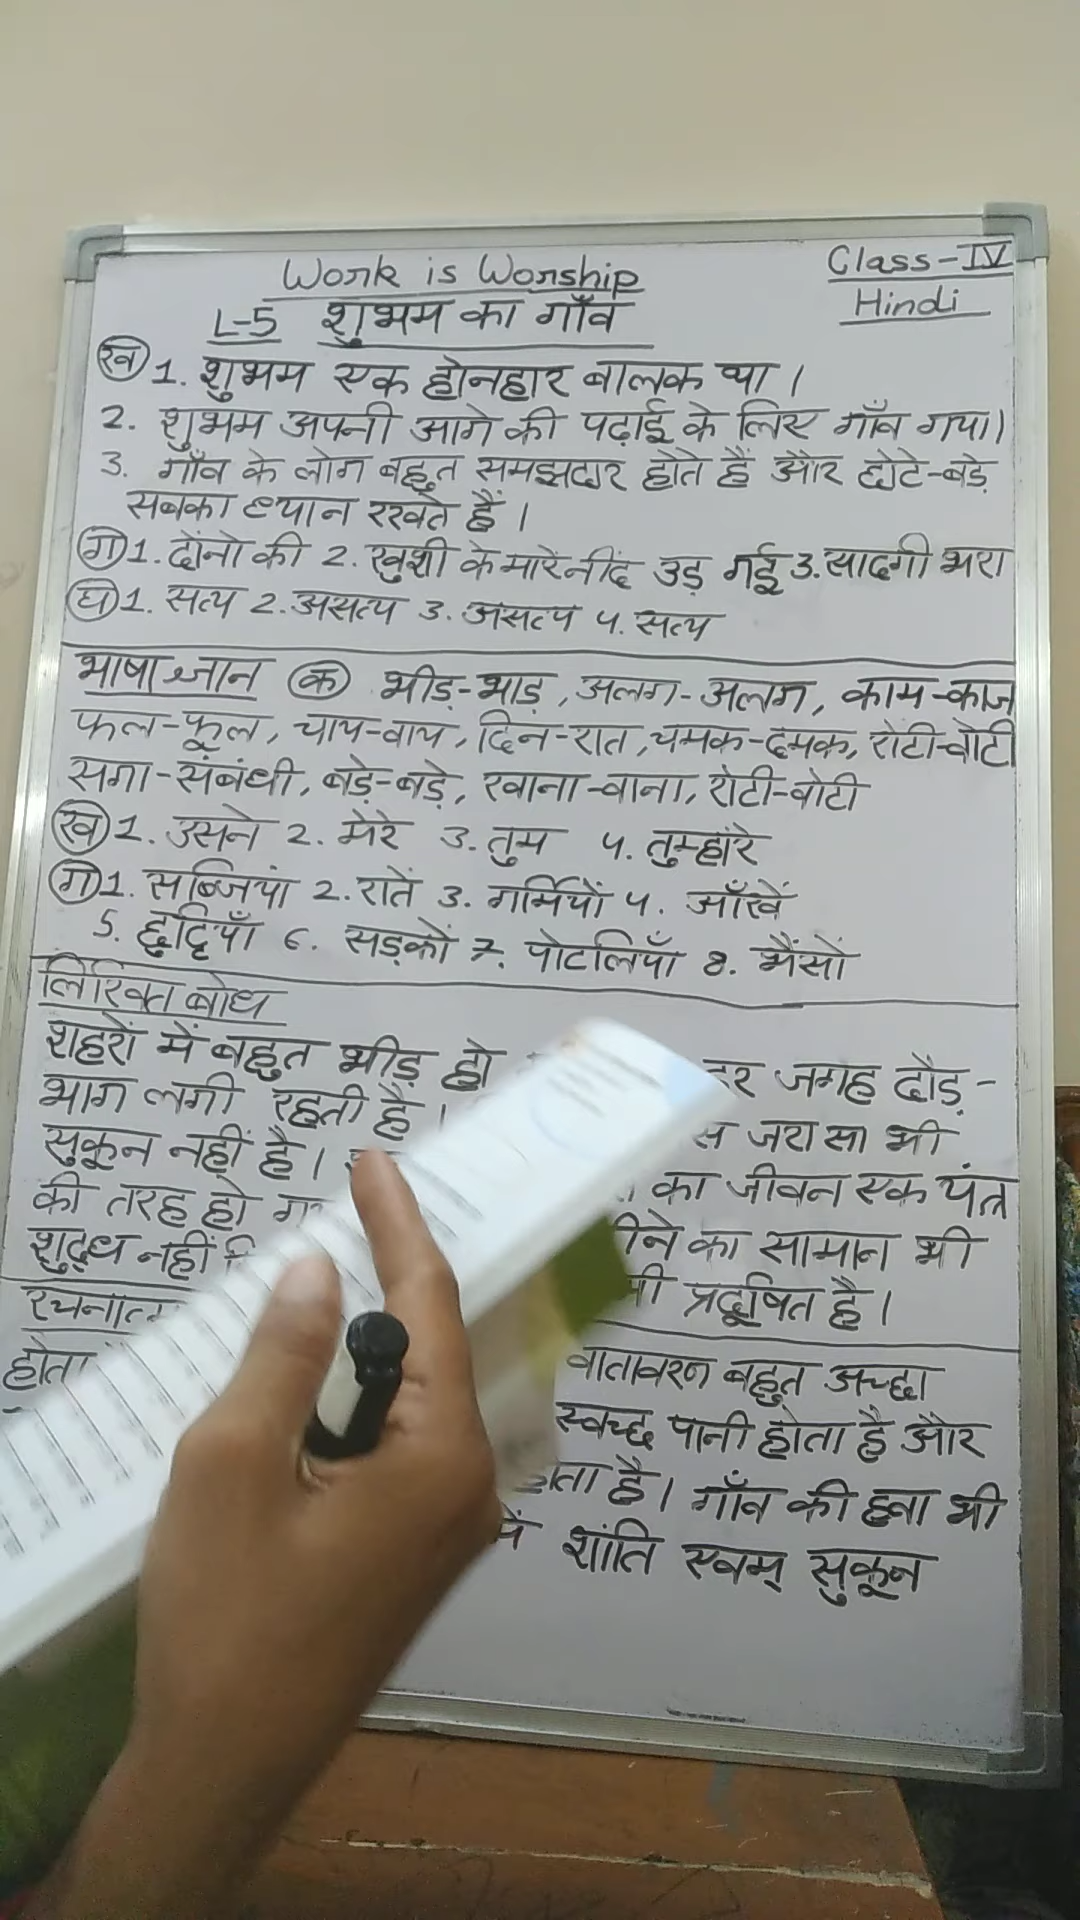 Work is Worship
Class-IV
Hindi
L-5 शुभम का गाँव
ख 1. शुभम एक होनहार बालक था।
2. शुभम अपनी आगे की पढ़ाई के लिए गाँव गया।
3. गाँव के लोग बहुत समझदार होते हैं और छोटे-बड़े
सबका ध्यान रखते हैं।
ग 1. दोंनो की 2. खुशी के मारे नींद उड़ गई 3. सादगी भरा
घ 1. सत्य 2. असत्य 3. असत्य 4. सत्य
भाषा ज्ञान क भीड़-भाड़, अलग-अलग, काम-काज
फल-फूल, चाय-वाय, दिन-रात, चमक-दमक, रोटी-वोटी
सगा-संबंधी, बड़े-बड़े, खाना-वाना, रोटी-वोटी
ख 1. उसने 2. मेरे 3. तुम 4. तुम्हारे
ग 1. सब्जियां 2. रातें 3. गर्मियों 4. आँखें
5. छुट्टियाँ 6. सड़कों 7. पोटलियाँ 8. भैंसों
लिखित बोध
शहरों में बहुत भीड़ हो जगह दौड़-
भाग लगी रहती है। जरा सा भी
सुकून नहीं है। का जीवन एक यंत्र
की तरह हो का सामान भी
शुद्ध नहीं प्रदूषित है।
होता वातावरन बहुत अच्छा
स्वच्छ पानी होता है और
है। गाँव की हवा भी
शांति एवम् सुकून